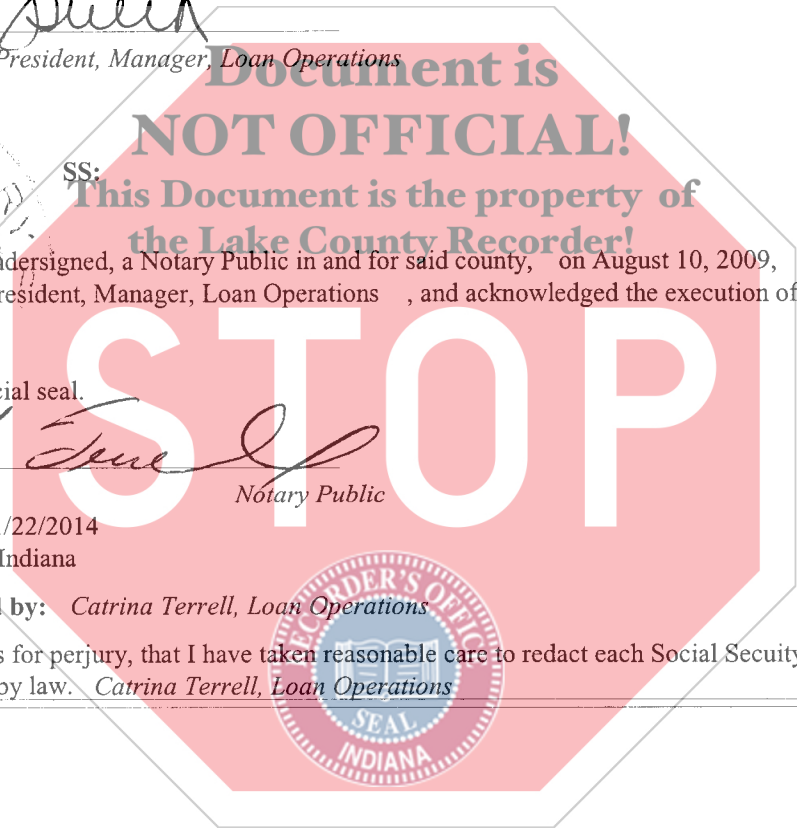 President, Manager, Loan Operations
Document is
NOT OFFICIAL!
SS:
This Document is the property of
the Lake County Recorder!
ndersigned, a Notary Public in and for said county, on August 10, 2009,
resident, Manager, Loan Operations , and acknowledged the execution of
STOP
cial seal.
Notary Public
/22/2014
Indiana
by: Catrina Terrell, Loan Operations
s for perjury, that I have taken reasonable care to redact each Social Secuity
by law. Catrina Terrell, Loan Operations
RECORDER'S OFFICE
SEAL
INDIANA